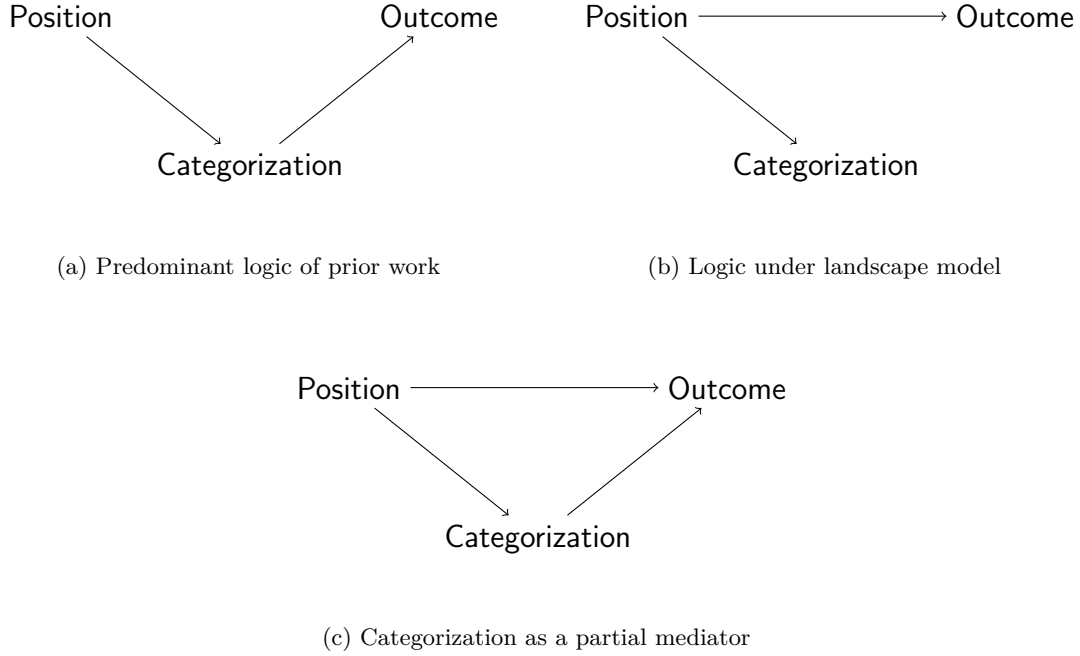 Position
Outcome
Categorization
(a) Predominant logic of prior work
Position
Outcome
Categorization
(b) Logic under landscape model
Position
Outcome
Categorization
(c) Categorization as a partial mediator